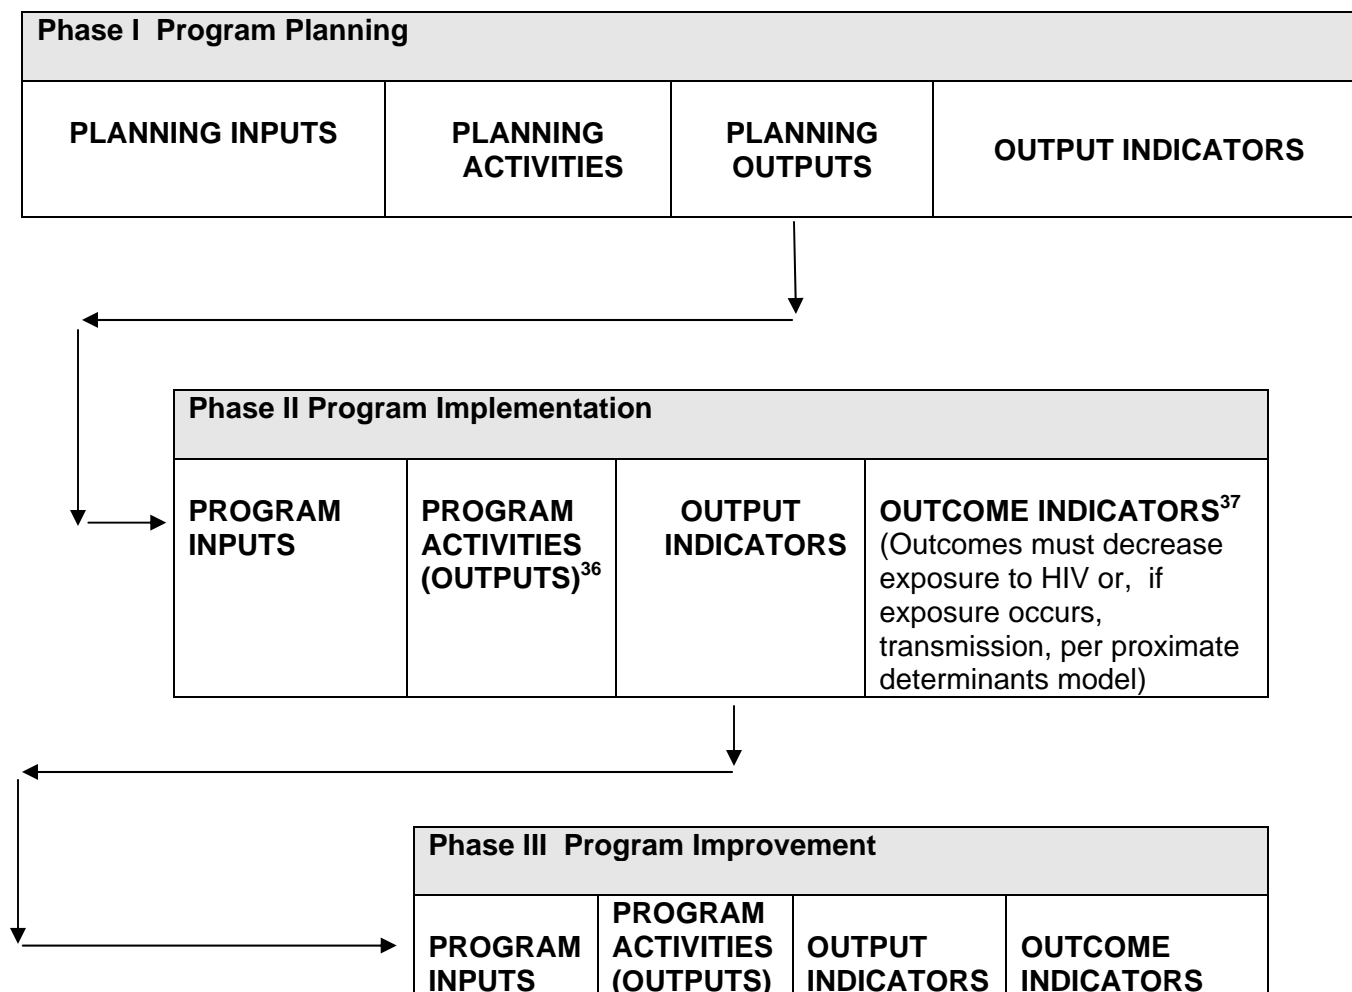 Phase I  Program Planning
PLANNING INPUTS
PLANNING
ACTIVITIES
PLANNING
OUTPUTS
OUTPUT INDICATORS
Phase II Program Implementation
PROGRAM
INPUTS
PROGRAM
ACTIVITIES
(OUTPUTS)³⁶
OUTPUT
INDICATORS
OUTCOME INDICATORS³⁷
(Outcomes must decrease
exposure to HIV or,  if
exposure occurs,
transmission, per proximate
determinants model)
Phase III  Program Improvement
PROGRAM
INPUTS
PROGRAM
ACTIVITIES
(OUTPUTS)
OUTPUT
INDICATORS
OUTCOME
INDICATORS